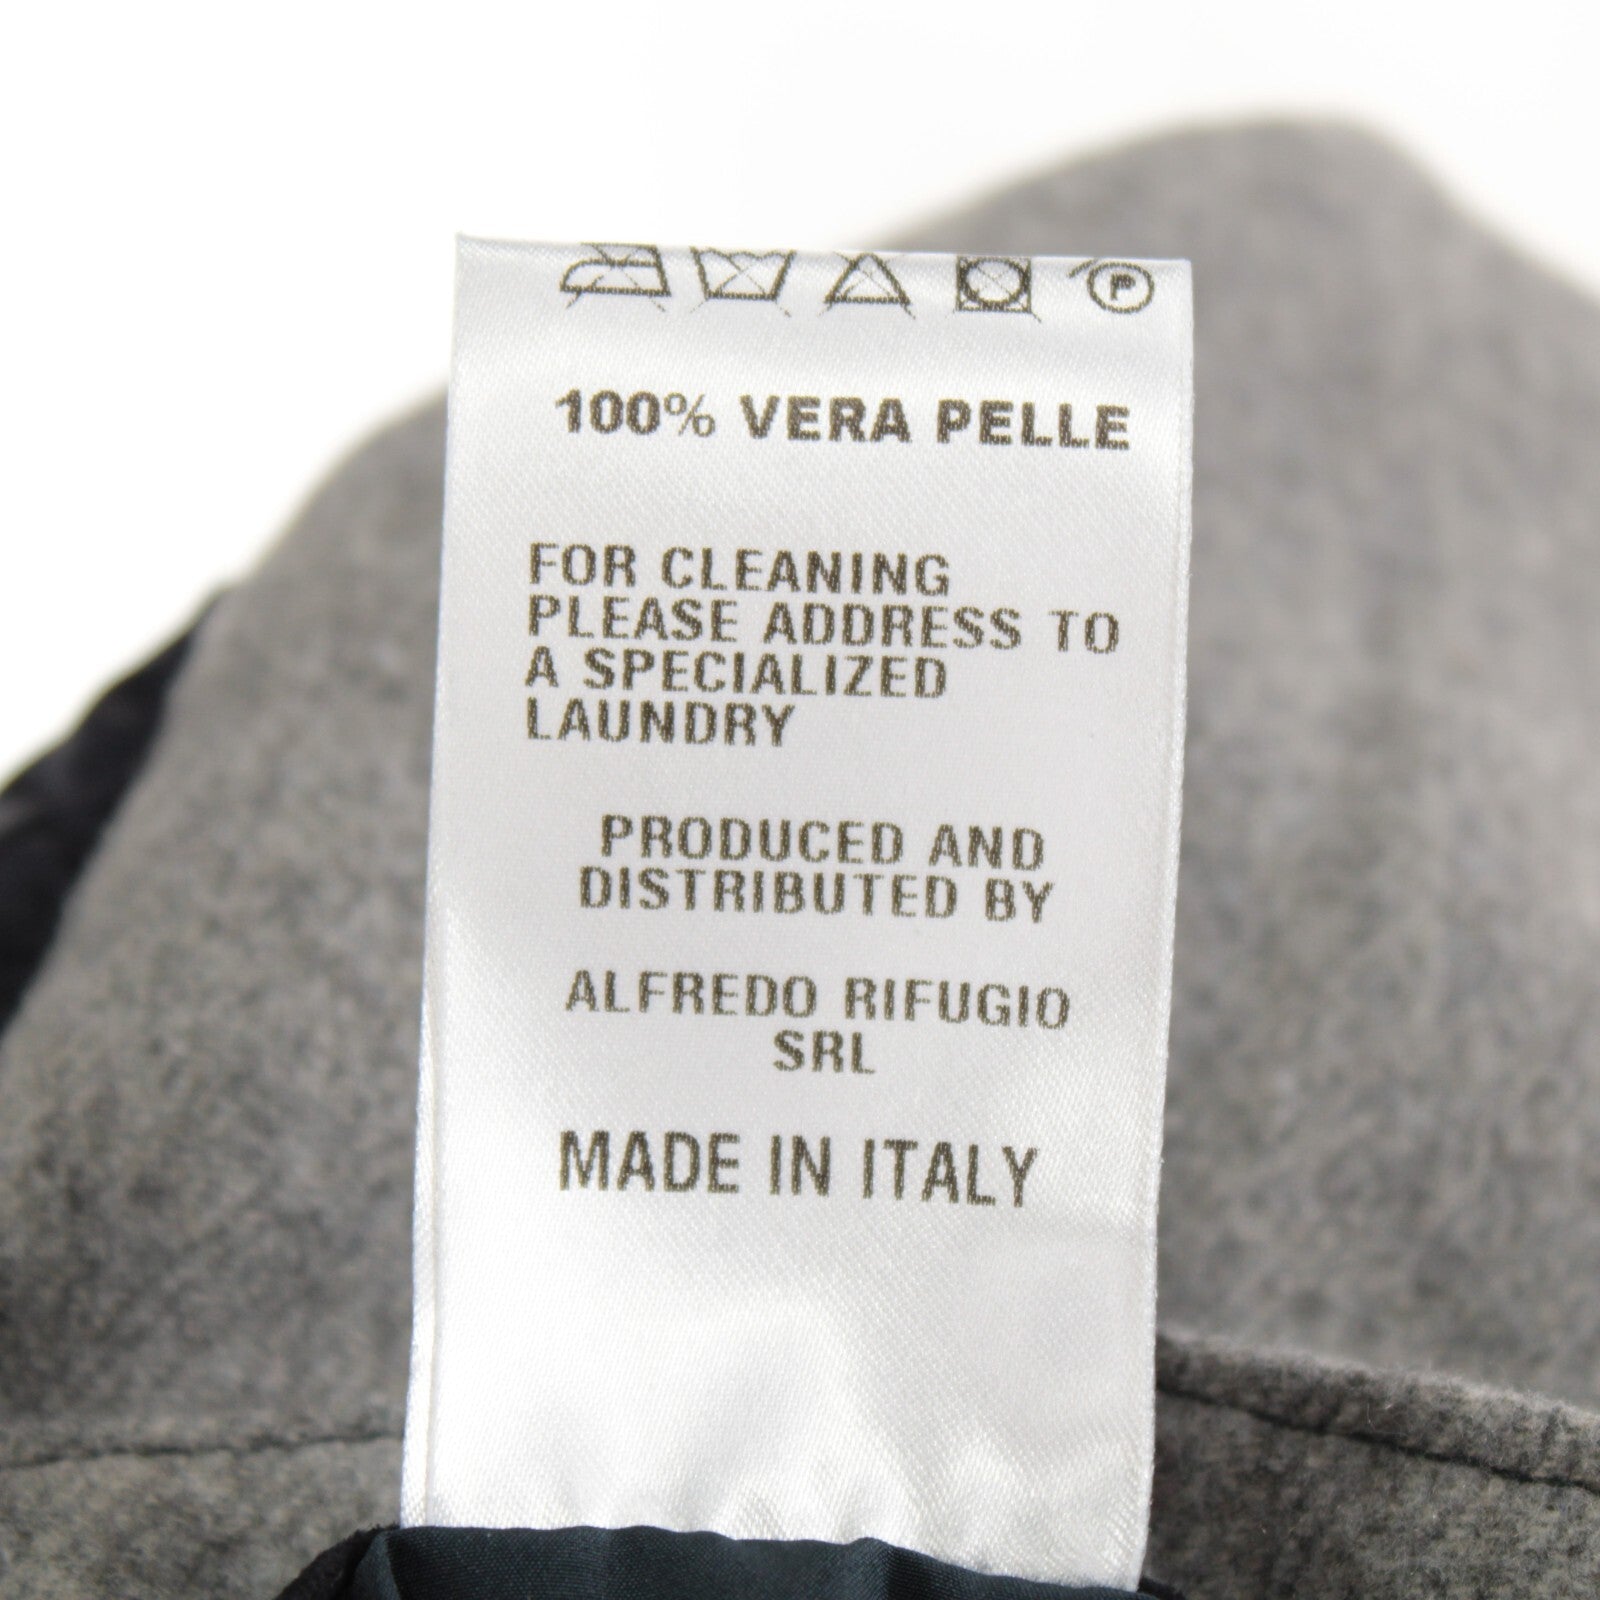 P
100% VERA PELLE
FOR CLEANING
PLEASE ADDRESS TO
A SPECIALIZED
LAUNDRY
PRODUCED AND
DISTRIBUTED BY
ALFREDO RIFUGIO
SRL
MADE IN ITALY